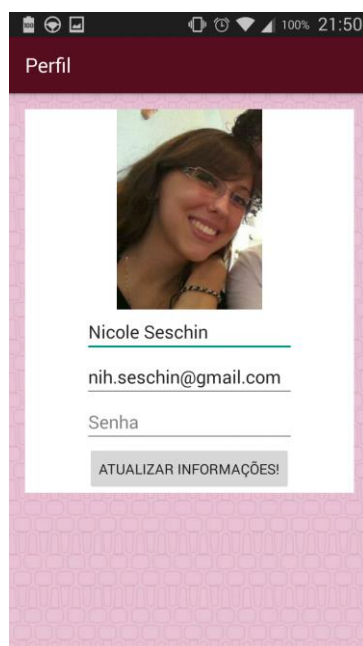 100% 21:50
Perfil
Nicole Seschin
nih.seschin@gmail.com
Senha
ATUALIZAR INFORMAÇÕES!